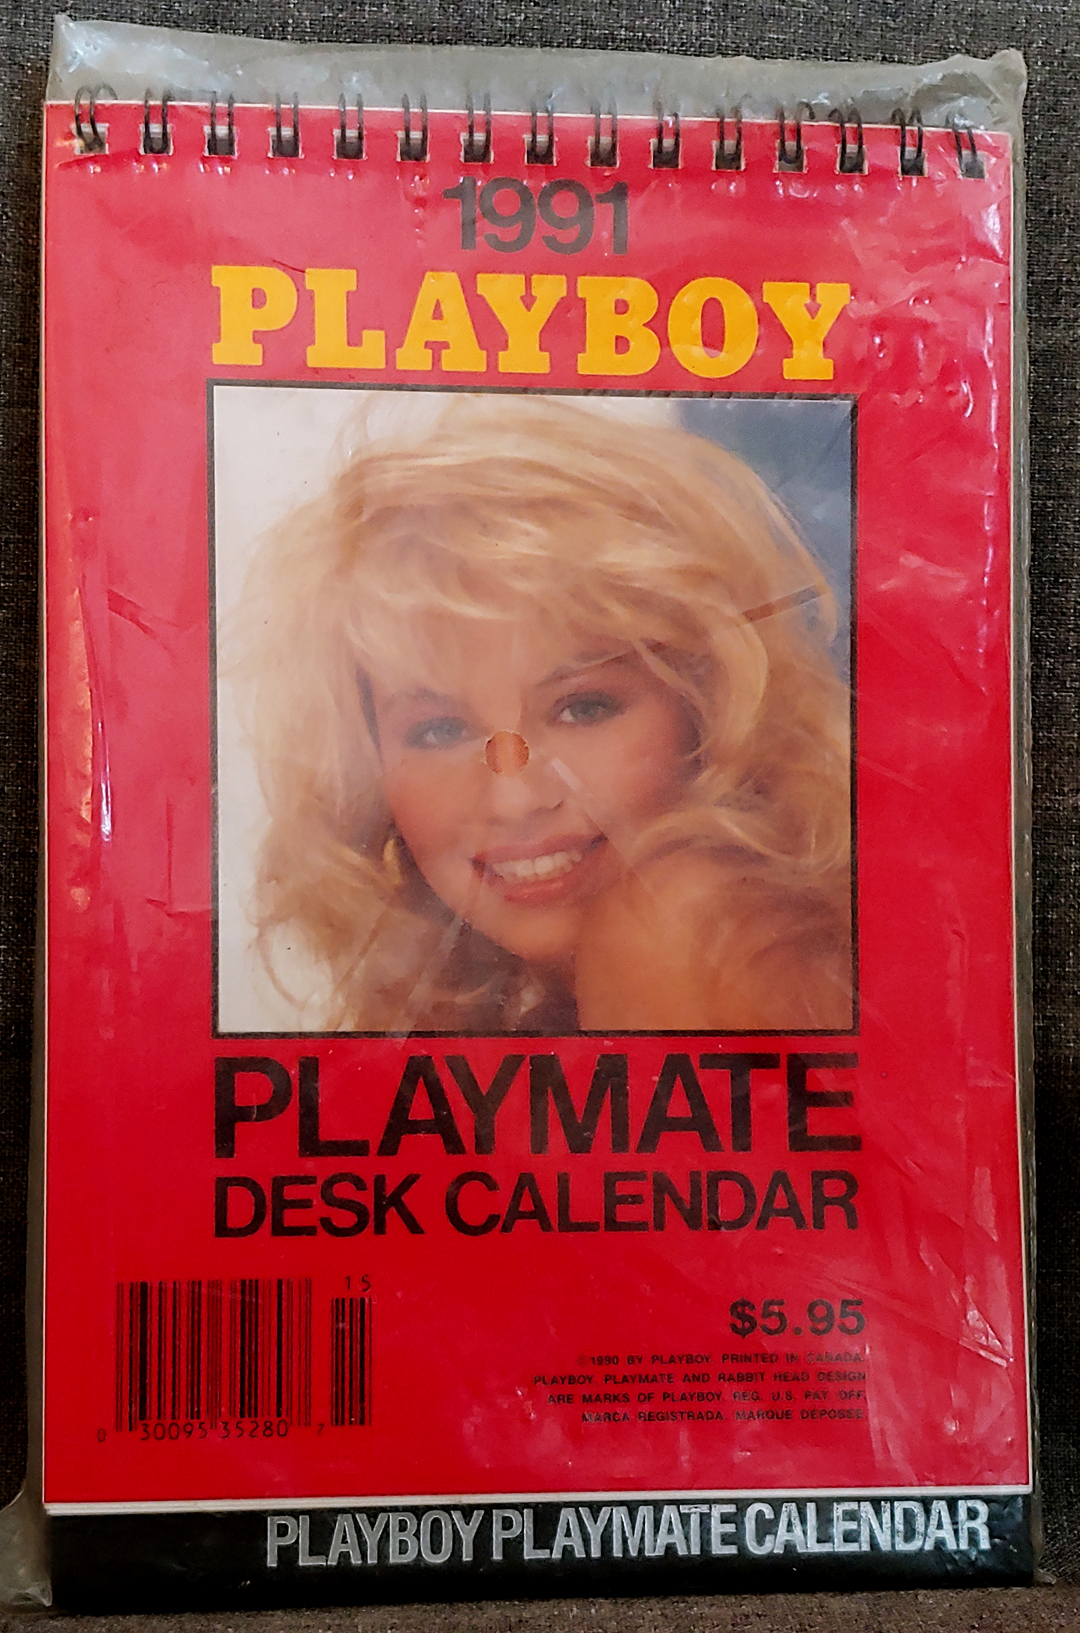 1991
PLAYBOY
PLAYMATE
DESK CALENDAR
15
$5.95
©1990 BY PLAYBOY. PRINTED IN CANADA.
PLAYBOY, PLAYMATE AND RABBIT HEAD DESIGN
ARE MARKS OF PLAYBOY. REG. U.S. PAT. OFF.
MARCA REGISTRADA. MARQUE DEPOSEE.
0 30095 35280 7
PLAYBOY PLAYMATE CALENDAR